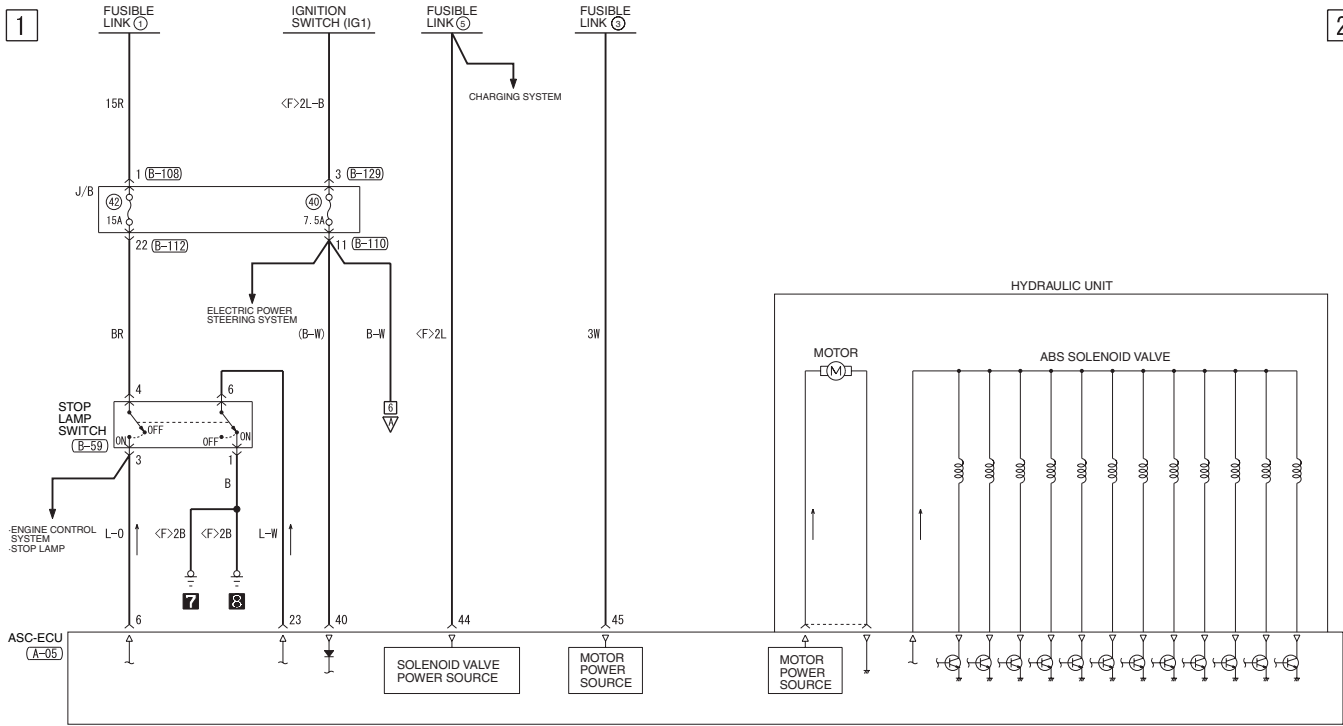 1
2
FUSIBLE
LINK ①
IGNITION
SWITCH (IG1)
FUSIBLE
LINK ⑤
FUSIBLE
LINK ③
CHARGING SYSTEM
15R
<F>2L-B
1 (B-108)
3 (B-129)
J/B
42
15A
40
7.5A
22 (B-112)
11 (B-110)
ELECTRIC POWER
STEERING SYSTEM
HYDRAULIC UNIT
BR
(B-W)
B-W
<F>2L
3W
MOTOR
M
ABS SOLENOID VALVE
4
6
6
A
STOP
LAMP
SWITCH
(B-59)
OFF
ON
OFF
ON
3
1
B
·ENGINE CONTROL
SYSTEM
·STOP LAMP
L-O
<F>2B
<F>2B
L-W
7
8
6
23
40
44
45
ASC-ECU
(A-05)
SOLENOID VALVE
POWER SOURCE
MOTOR
POWER
SOURCE
MOTOR
POWER
SOURCE